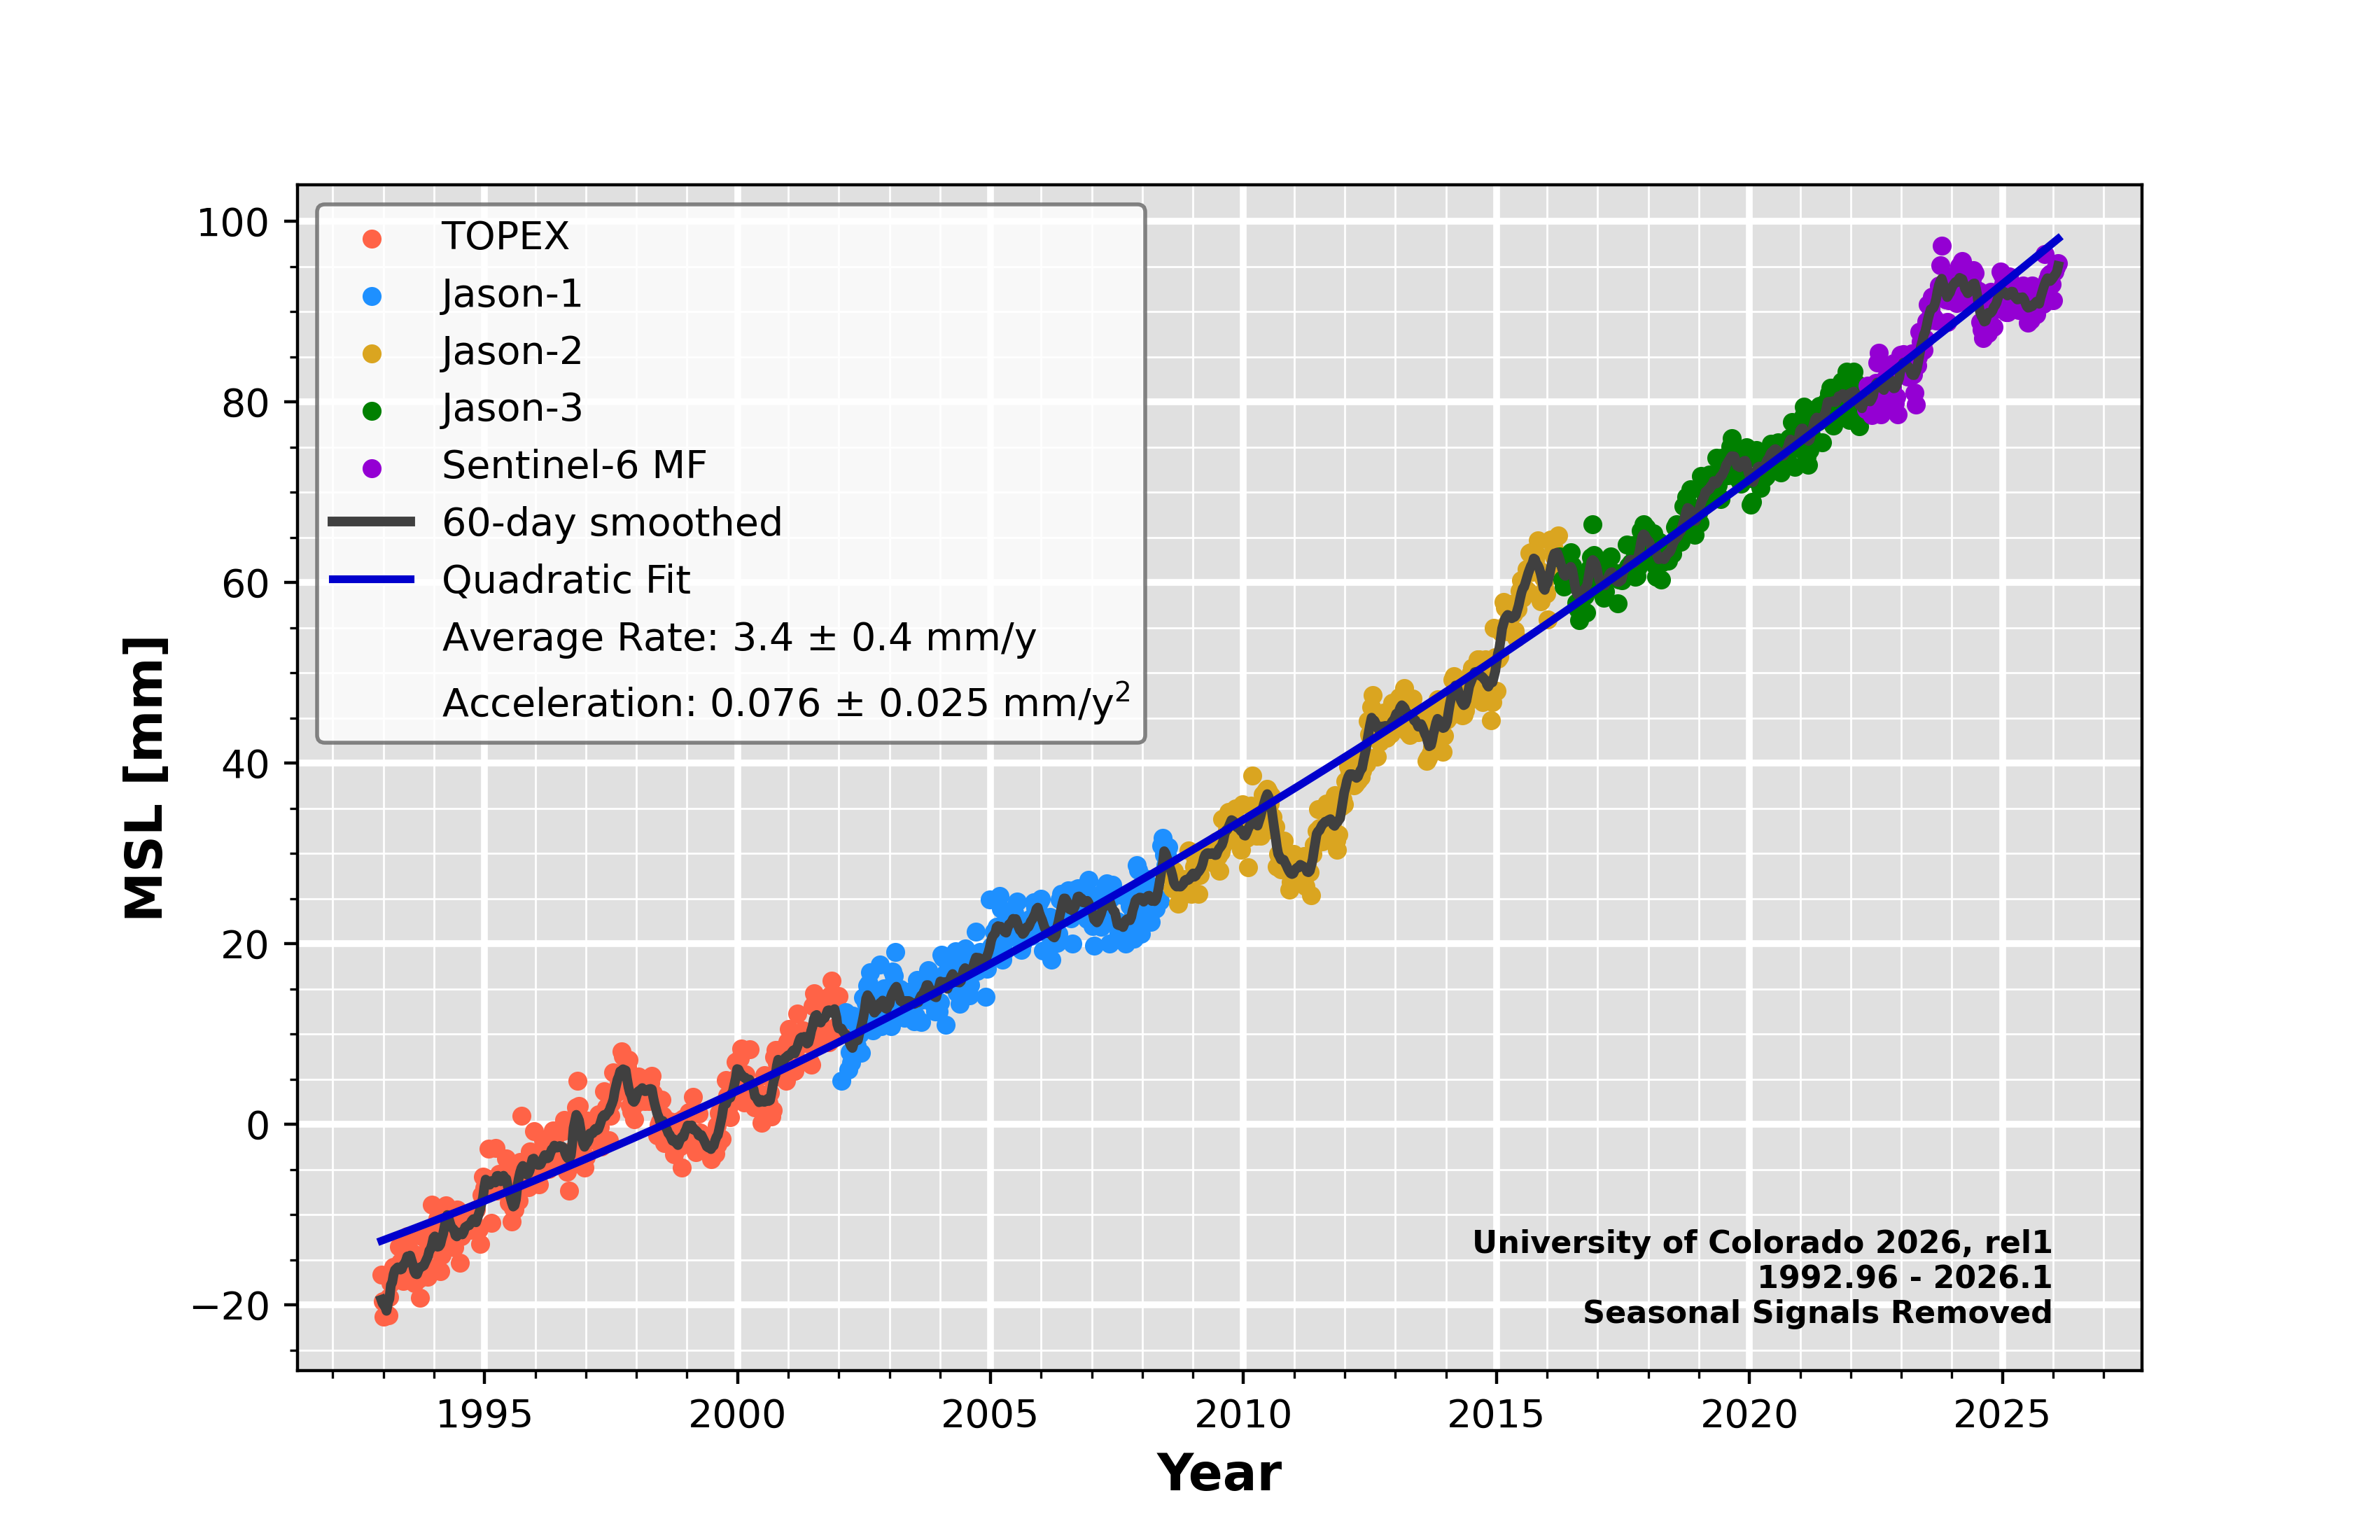 100
80
60
40
20
0
−20
MSL [mm]
TOPEX
Jason-1
Jason-2
Jason-3
Sentinel-6 MF
60-day smoothed
Quadratic Fit
Average Rate: 3.4 ± 0.4 mm/y
Acceleration: 0.076 ± 0.025 mm/y²
University of Colorado 2026, rel1
1992.96 - 2026.1
Seasonal Signals Removed
1995 2000 2005 2010 2015 2020 2025
Year